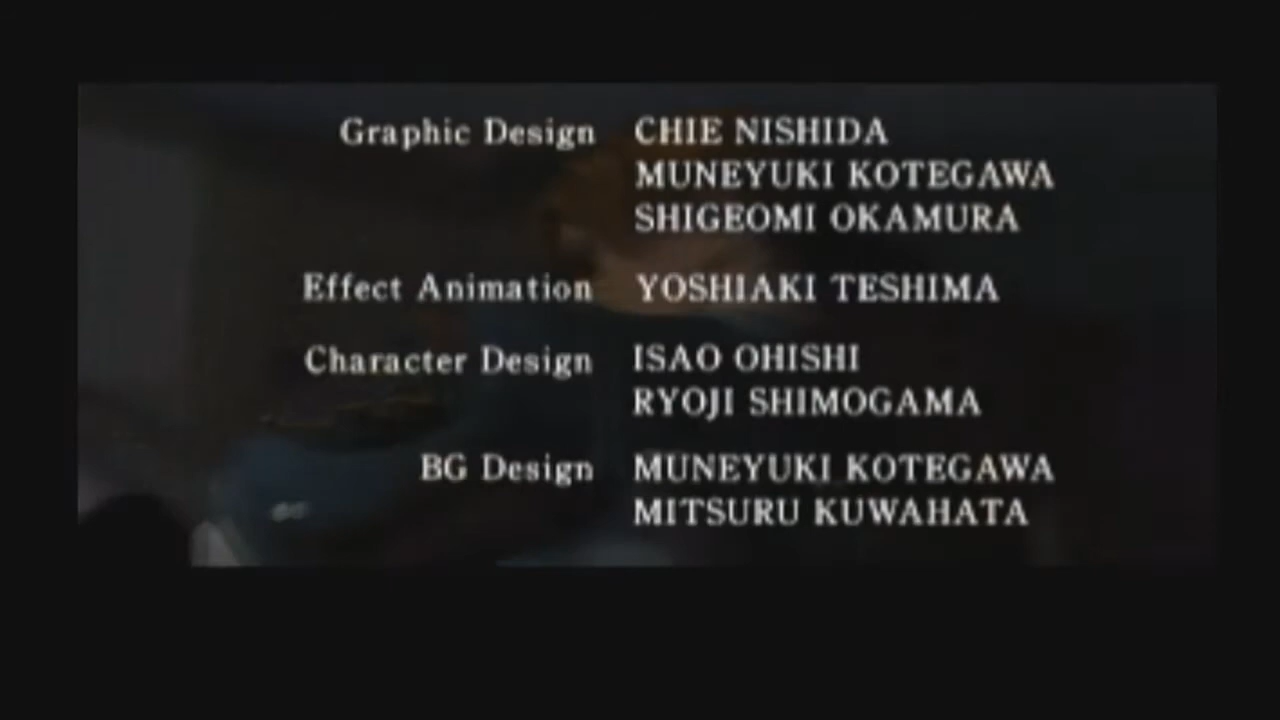 Graphic Design CHIE NISHIDA
MUNEYUKI KOTEGAWA
SHIGEOMI OKAMURA
Effect Animation YOSHIAKI TESHIMA
Character Design ISAO OHISHI
RYOJI SHIMOGAMA
BG Design MUNEYUKI KOTEGAWA
MITSURU KUWAHATA